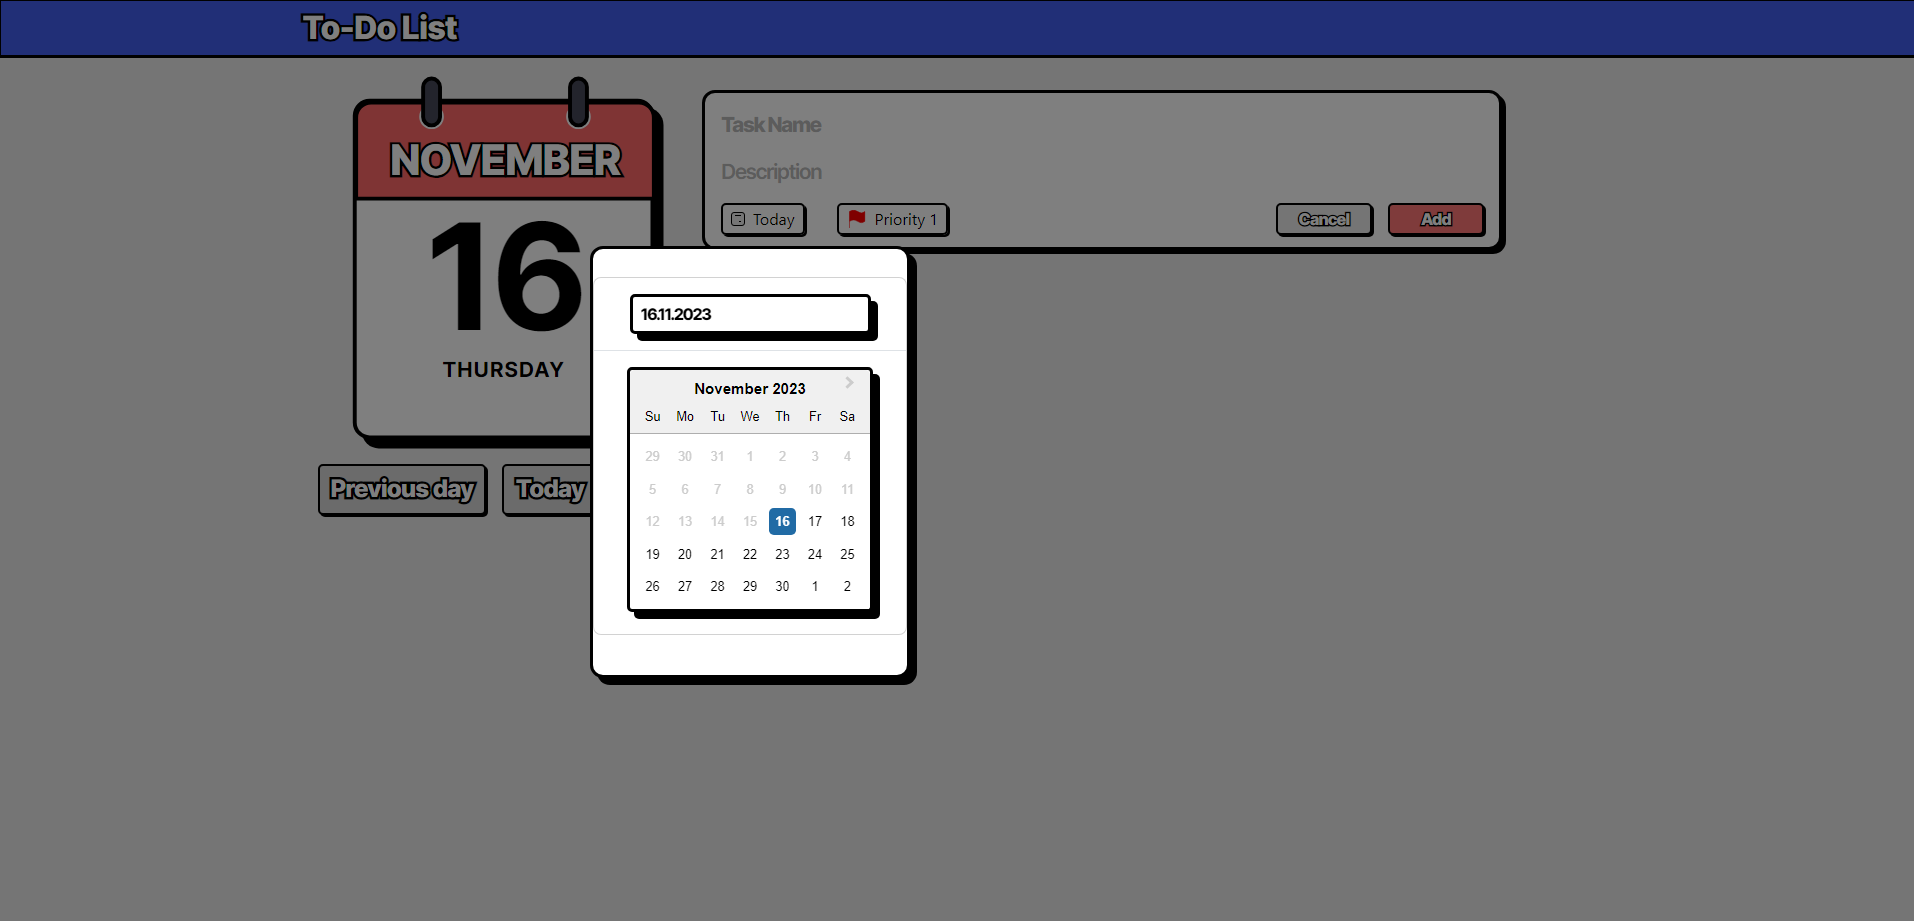 To-Do List
NOVEMBER
16
THURSDAY
Previous day
Today
Task Name
Description
Today
Priority 1
Cancel
Add
16.11.2023
November 2023
Su Mo Tu We Th Fr Sa
29 30 31 1 2 3 4
5 6 7 8 9 10 11
12 13 14 15 16 17 18
19 20 21 22 23 24 25
26 27 28 29 30 1 2